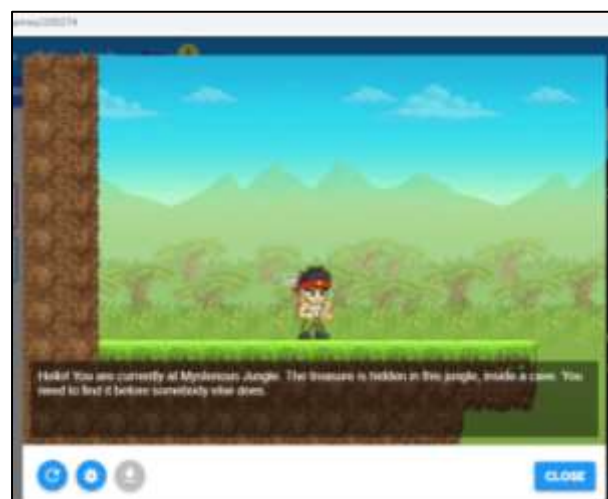 Hello! You are currently at Mysterious Jungle. The treasure is hidden in this jungle, inside a cave. You
need to find it before somebody else does.
CLOSE